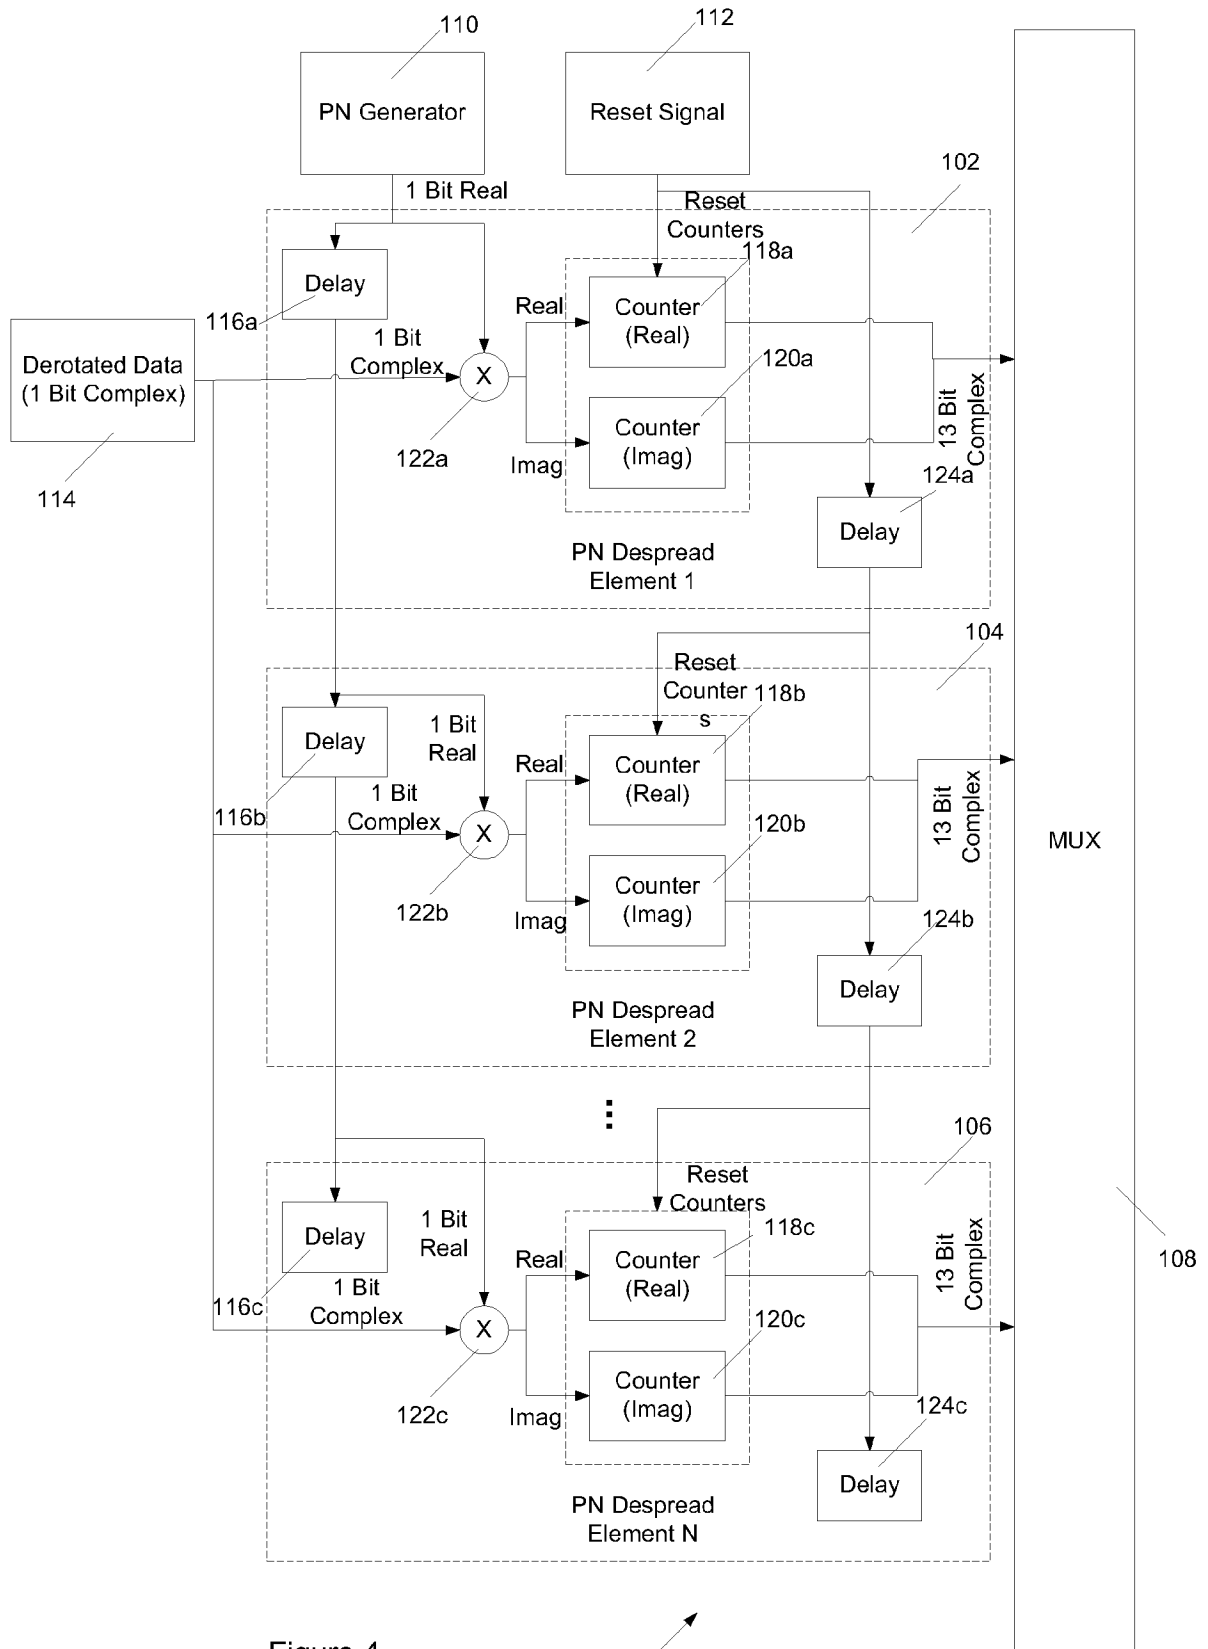 110
112
PN Generator
Reset Signal
102
1 Bit Real
Reset
Counters
118a
Delay
Real
Counter
(Real)
116a
1 Bit
Complex
120a
Derotated Data
(1 Bit Complex)
X
13 Bit
Complex
Counter
(Imag)
122a
Imag
114
124a
Delay
PN Despread
Element 1
104
Reset
Counter
s
118b
1 Bit
Real
Delay
Real
Counter
(Real)
116b
1 Bit
Complex
120b
13 Bit
Complex
MUX
X
Counter
(Imag)
122b
Imag
124b
Delay
PN Despread
Element 2
...
106
Reset
Counters
118c
1 Bit
Real
Delay
Real
Counter
(Real)
13 Bit
Complex
108
116c
1 Bit
Complex
120c
X
Counter
(Imag)
122c
Imag
124c
Delay
PN Despread
Element N
Figure 4